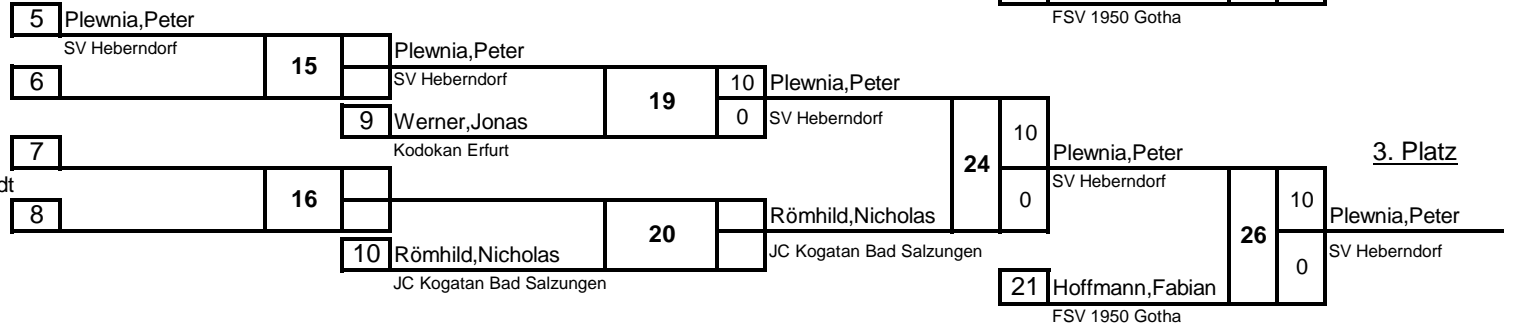 FSV 1950 Gotha
5 Plewnia,Peter
SV Heberndorf
15
Plewnia,Peter
SV Heberndorf
6
19
10 Plewnia,Peter
0 SV Heberndorf
9 Werner,Jonas
Kodokan Erfurt
7
24
10
0
Plewnia,Peter
SV Heberndorf
3. Platz
dt
16
8
20
Römhild,Nicholas
JC Kogatan Bad Salzungen
10 Römhild,Nicholas
JC Kogatan Bad Salzungen
26
10
0
Plewnia,Peter
SV Heberndorf
21 Hoffmann,Fabian
FSV 1950 Gotha